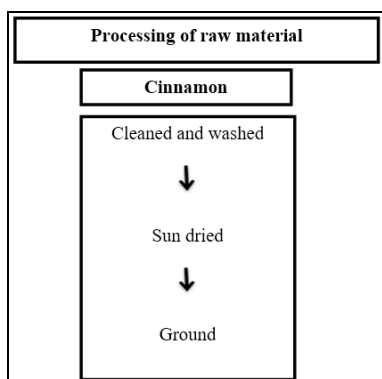 Processing of raw material
Cinnamon
Cleaned and washed
Sun dried
Ground